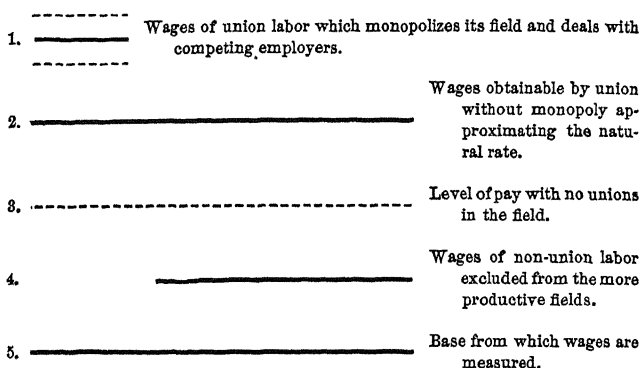 1. Wages of union labor which monopolizes its field and deals with
competing employers.
2. Wages obtainable by union
without monopoly ap-
proximating the natu-
ral rate.
3. Level of pay with no unions
in the field.
4. Wages of non-union labor
excluded from the more
productive fields.
5. Base from which wages are
measured.